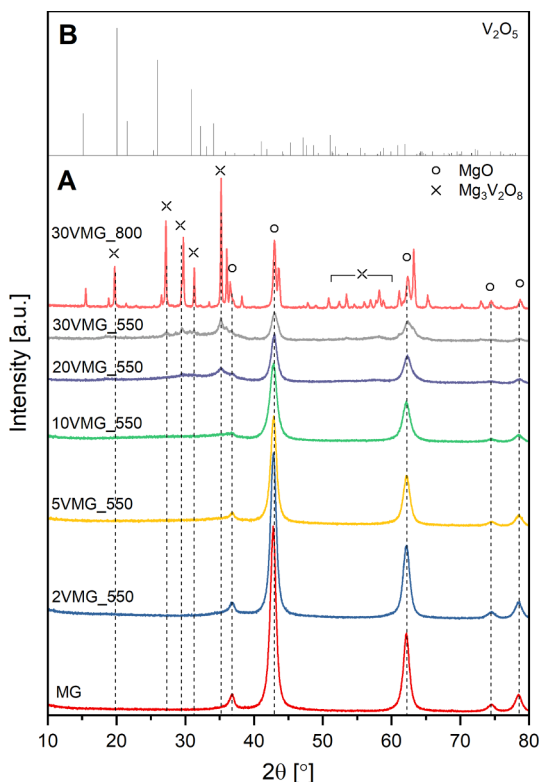 B
V₂O₅
A
○ MgO
× Mg₃V₂O₈
30VMG_800
30VMG_550
20VMG_550
10VMG_550
5VMG_550
2VMG_550
MG
Intensity [a.u.]
10 20 30 40 50 60 70 80
2θ [°]